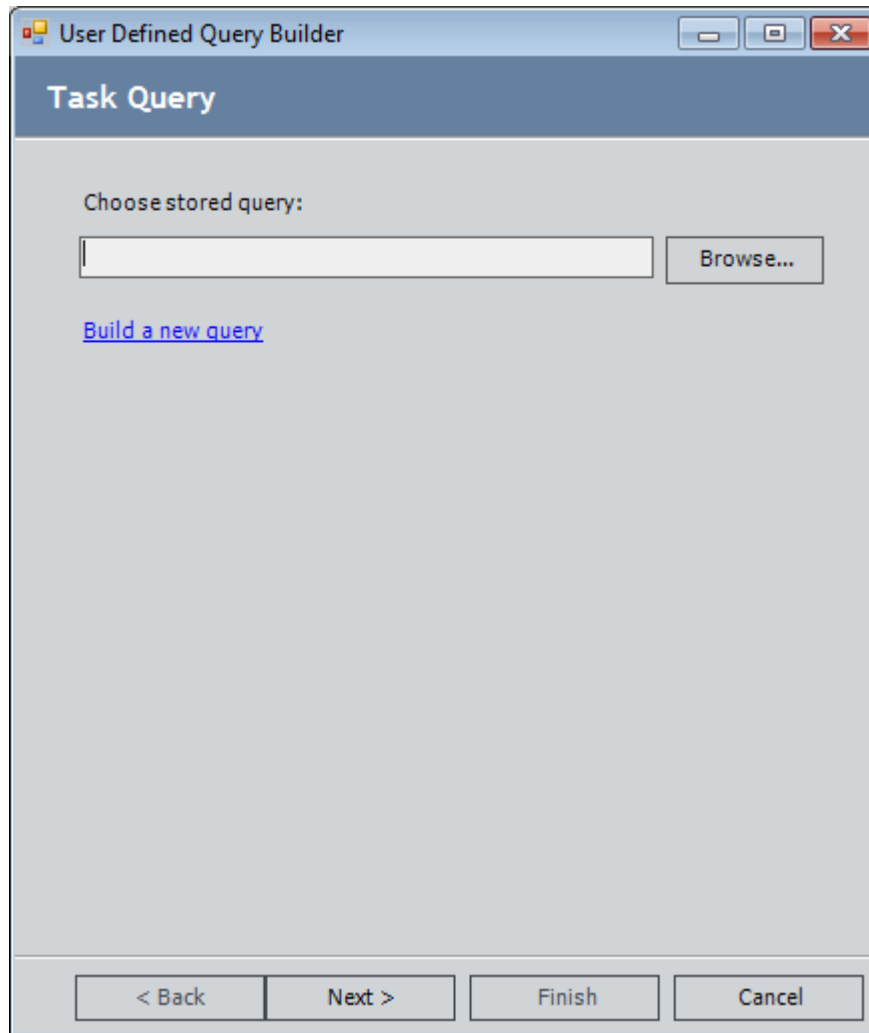 User Defined Query Builder
Task Query
Choose stored query:
Browse...
Build a new query
< Back Next > Finish Cancel